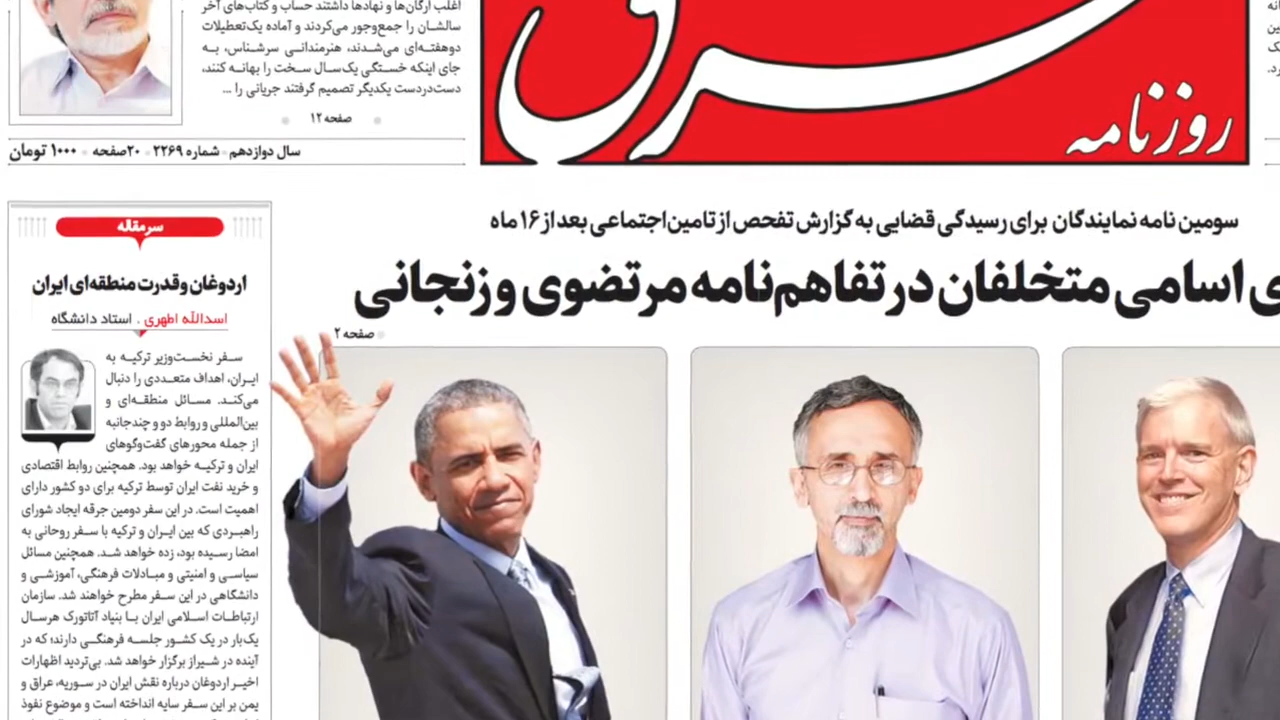 اغلب ارگان‌ها و نهادها داشتند حساب و کتاب‌های آخر
سالشان را جمع‌وجور می‌کردند و آماده یک‌تعطیلات
دوهفته‌ای می‌شدند، هنرمندانی سرشناس، به
جای اینکه خستگی یک‌سال سخت را بهانه کنند،
دست‌دردست یکدیگر تصمیم گرفتند جریانی را ...
صفحه ۱۲
روزنامه
سال دوازدهم شماره ۲۲۶۹ ۲۰صفحه ۱۰۰۰ تومان
سومین نامه نمایندگان برای رسیدگی قضایی به گزارش تفحص از تامین‌اجتماعی بعد از ۱۶ ماه
ی اسامی متخلفان در تفاهم‌نامه مرتضوی و زنجانی
صفحه ۲
سرمقاله
اردوغان و قدرت منطقه‌ای ایران
اسدالله اطهری . استاد دانشگاه
سفر نخست‌وزیر ترکیه به
ایران، اهداف متعددی را دنبال
می‌کند. مسائل منطقه‌ای و
بین‌المللی و روابط دو و چندجانبه
از جمله محورهای گفت‌وگوهای
ایران و ترکیه خواهد بود. همچنین روابط اقتصادی
و خرید نفت ایران توسط ترکیه برای دو کشور دارای
اهمیت است. در این سفر دومین جرقه ایجاد شورای
راهبردی که بین ایران و ترکیه با سفر روحانی به
امضا رسیده بود، زده خواهد شد. همچنین مسائل
سیاسی و امنیتی و مبادلات فرهنگی، آموزشی و
دانشگاهی در این سفر مطرح خواهند شد. سازمان
ارتباطات اسلامی ایران با بنیاد آتاتورک هرسال
یک‌بار در یک کشور جلسه فرهنگی دارند؛ که در
آینده در شیراز برگزار خواهد شد. بی‌تردید اظهارات
اخیر اردوغان درباره نقش ایران در سوریه، عراق و
یمن بر این سفر سایه انداخته است و موضوع نفوذ